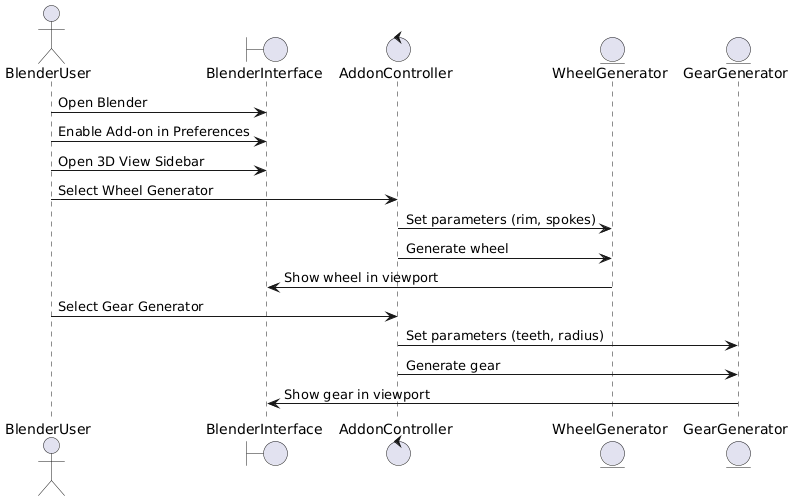 BlenderUser
BlenderInterface
AddonController
WheelGenerator
GearGenerator
Open Blender
Enable Add-on in Preferences
Open 3D View Sidebar
Select Wheel Generator
Set parameters (rim, spokes)
Generate wheel
Show wheel in viewport
Select Gear Generator
Set parameters (teeth, radius)
Generate gear
Show gear in viewport
BlenderUser
BlenderInterface
AddonController
WheelGenerator
GearGenerator